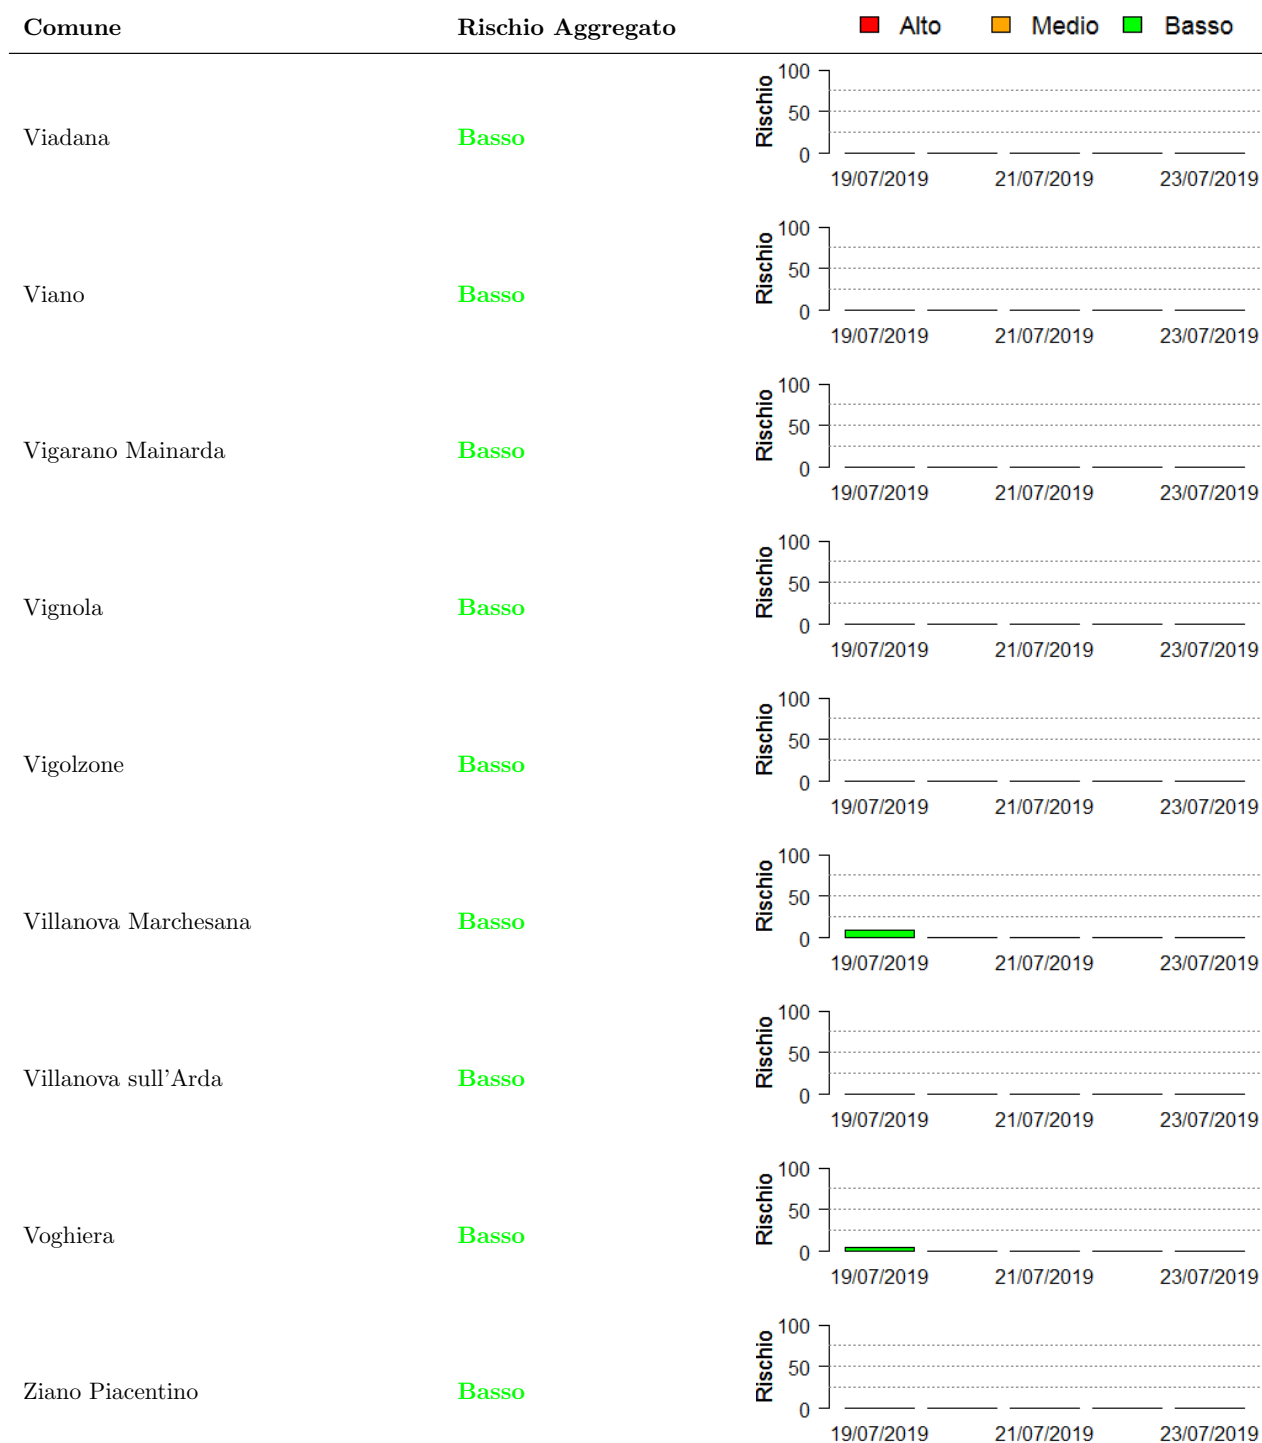 Comune Rischio Aggregato Alto Medio Basso
100
50
0
Rischio
Viadana Basso
19/07/2019 21/07/2019 23/07/2019
100
50
0
Rischio
Viano Basso
19/07/2019 21/07/2019 23/07/2019
100
50
0
Rischio
Vigarano Mainarda Basso
19/07/2019 21/07/2019 23/07/2019
100
50
0
Rischio
Vignola Basso
19/07/2019 21/07/2019 23/07/2019
100
50
0
Rischio
Vigolzone Basso
19/07/2019 21/07/2019 23/07/2019
100
50
0
Rischio
Villanova Marchesana Basso
19/07/2019 21/07/2019 23/07/2019
100
50
0
Rischio
Villanova sull'Arda Basso
19/07/2019 21/07/2019 23/07/2019
100
50
0
Rischio
Voghiera Basso
19/07/2019 21/07/2019 23/07/2019
100
50
0
Rischio
Ziano Piacentino Basso
19/07/2019 21/07/2019 23/07/2019